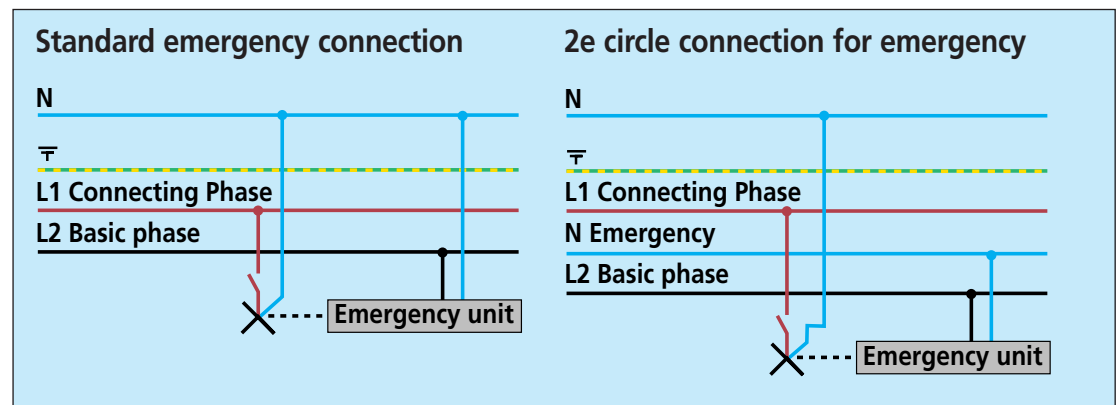 Standard emergency connection
N
L1 Connecting Phase
L2 Basic phase
Emergency unit
2e circle connection for emergency
N
L1 Connecting Phase
N Emergency
L2 Basic phase
Emergency unit